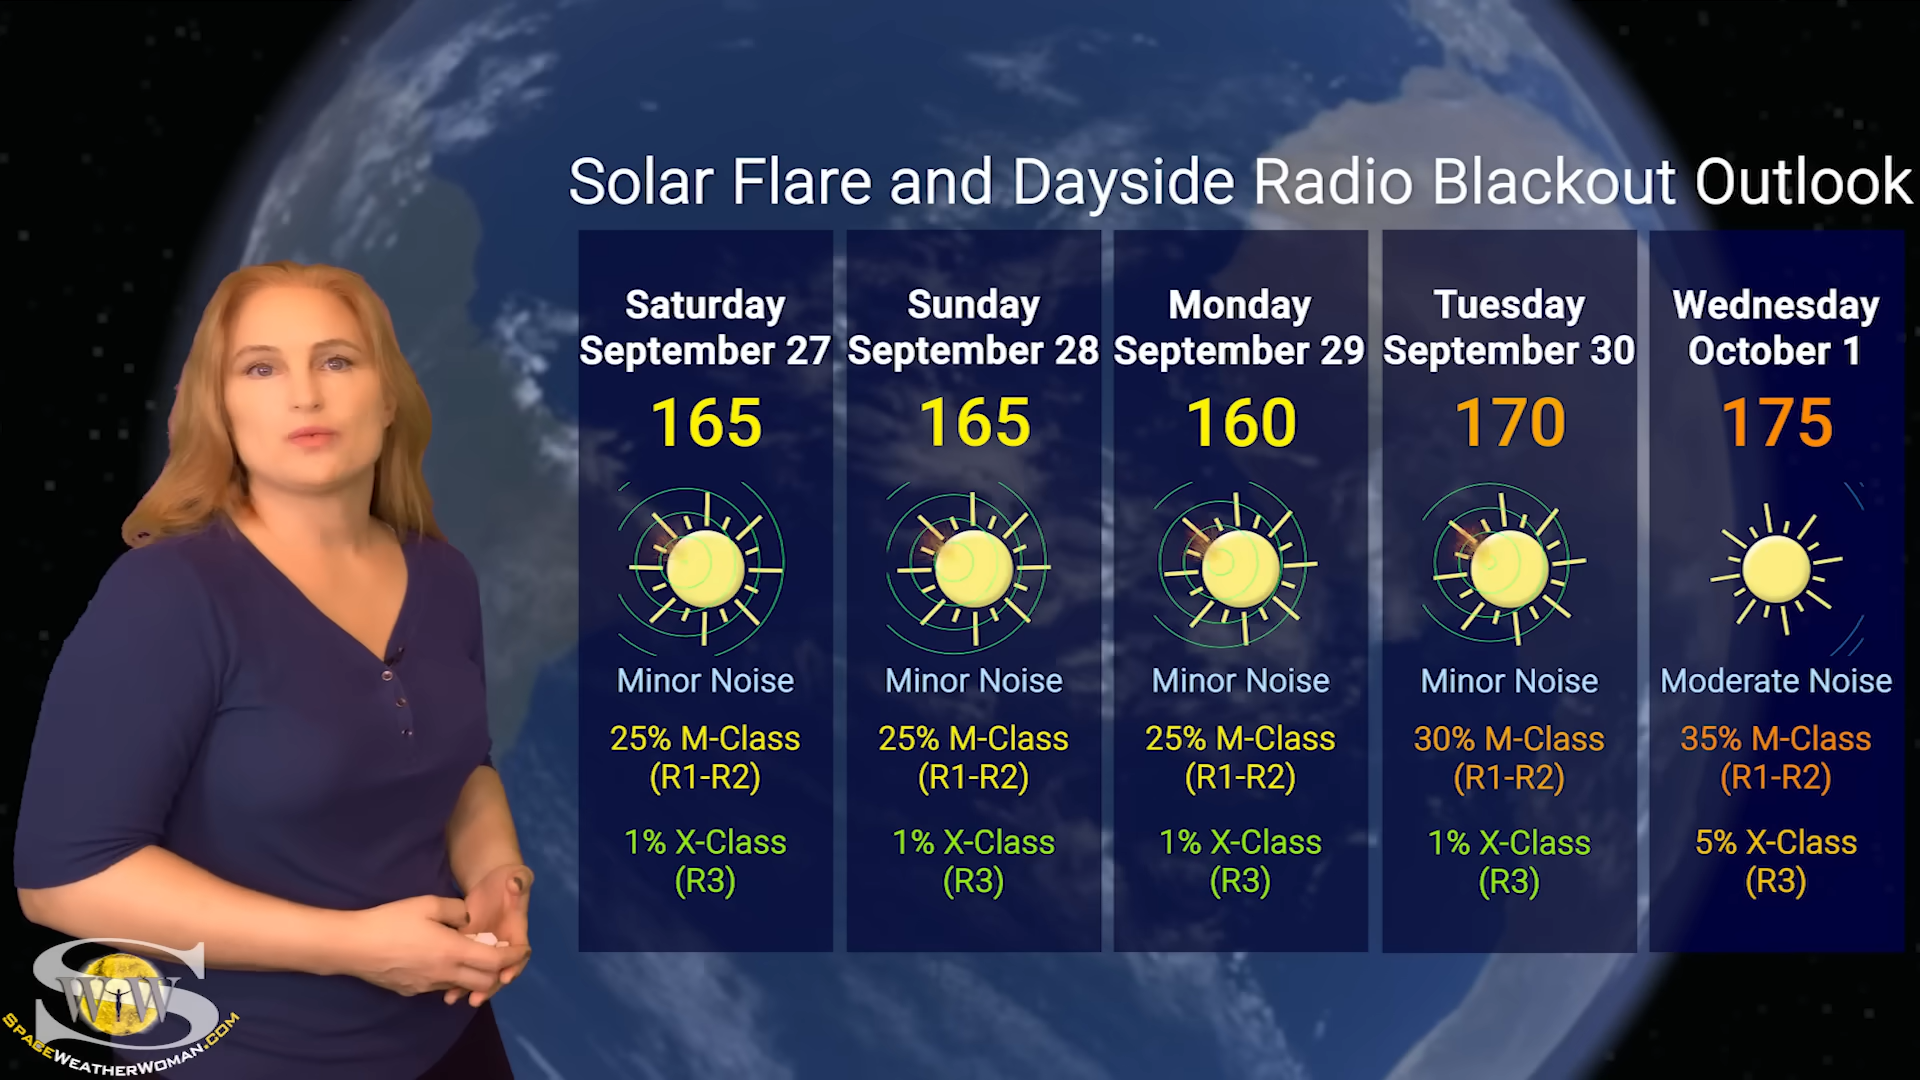 Solar Flare and Dayside Radio Blackout Outlook
Saturday
September 27
165
Minor Noise
25% M-Class
(R1-R2)
1% X-Class
(R3)
Sunday
September 28
165
Minor Noise
25% M-Class
(R1-R2)
1% X-Class
(R3)
Monday
September 29
160
Minor Noise
25% M-Class
(R1-R2)
1% X-Class
(R3)
Tuesday
September 30
170
Minor Noise
30% M-Class
(R1-R2)
1% X-Class
(R3)
Wednesday
October 1
175
Moderate Noise
35% M-Class
(R1-R2)
5% X-Class
(R3)
SWW
SPACEWEATHERWOMAN.COM